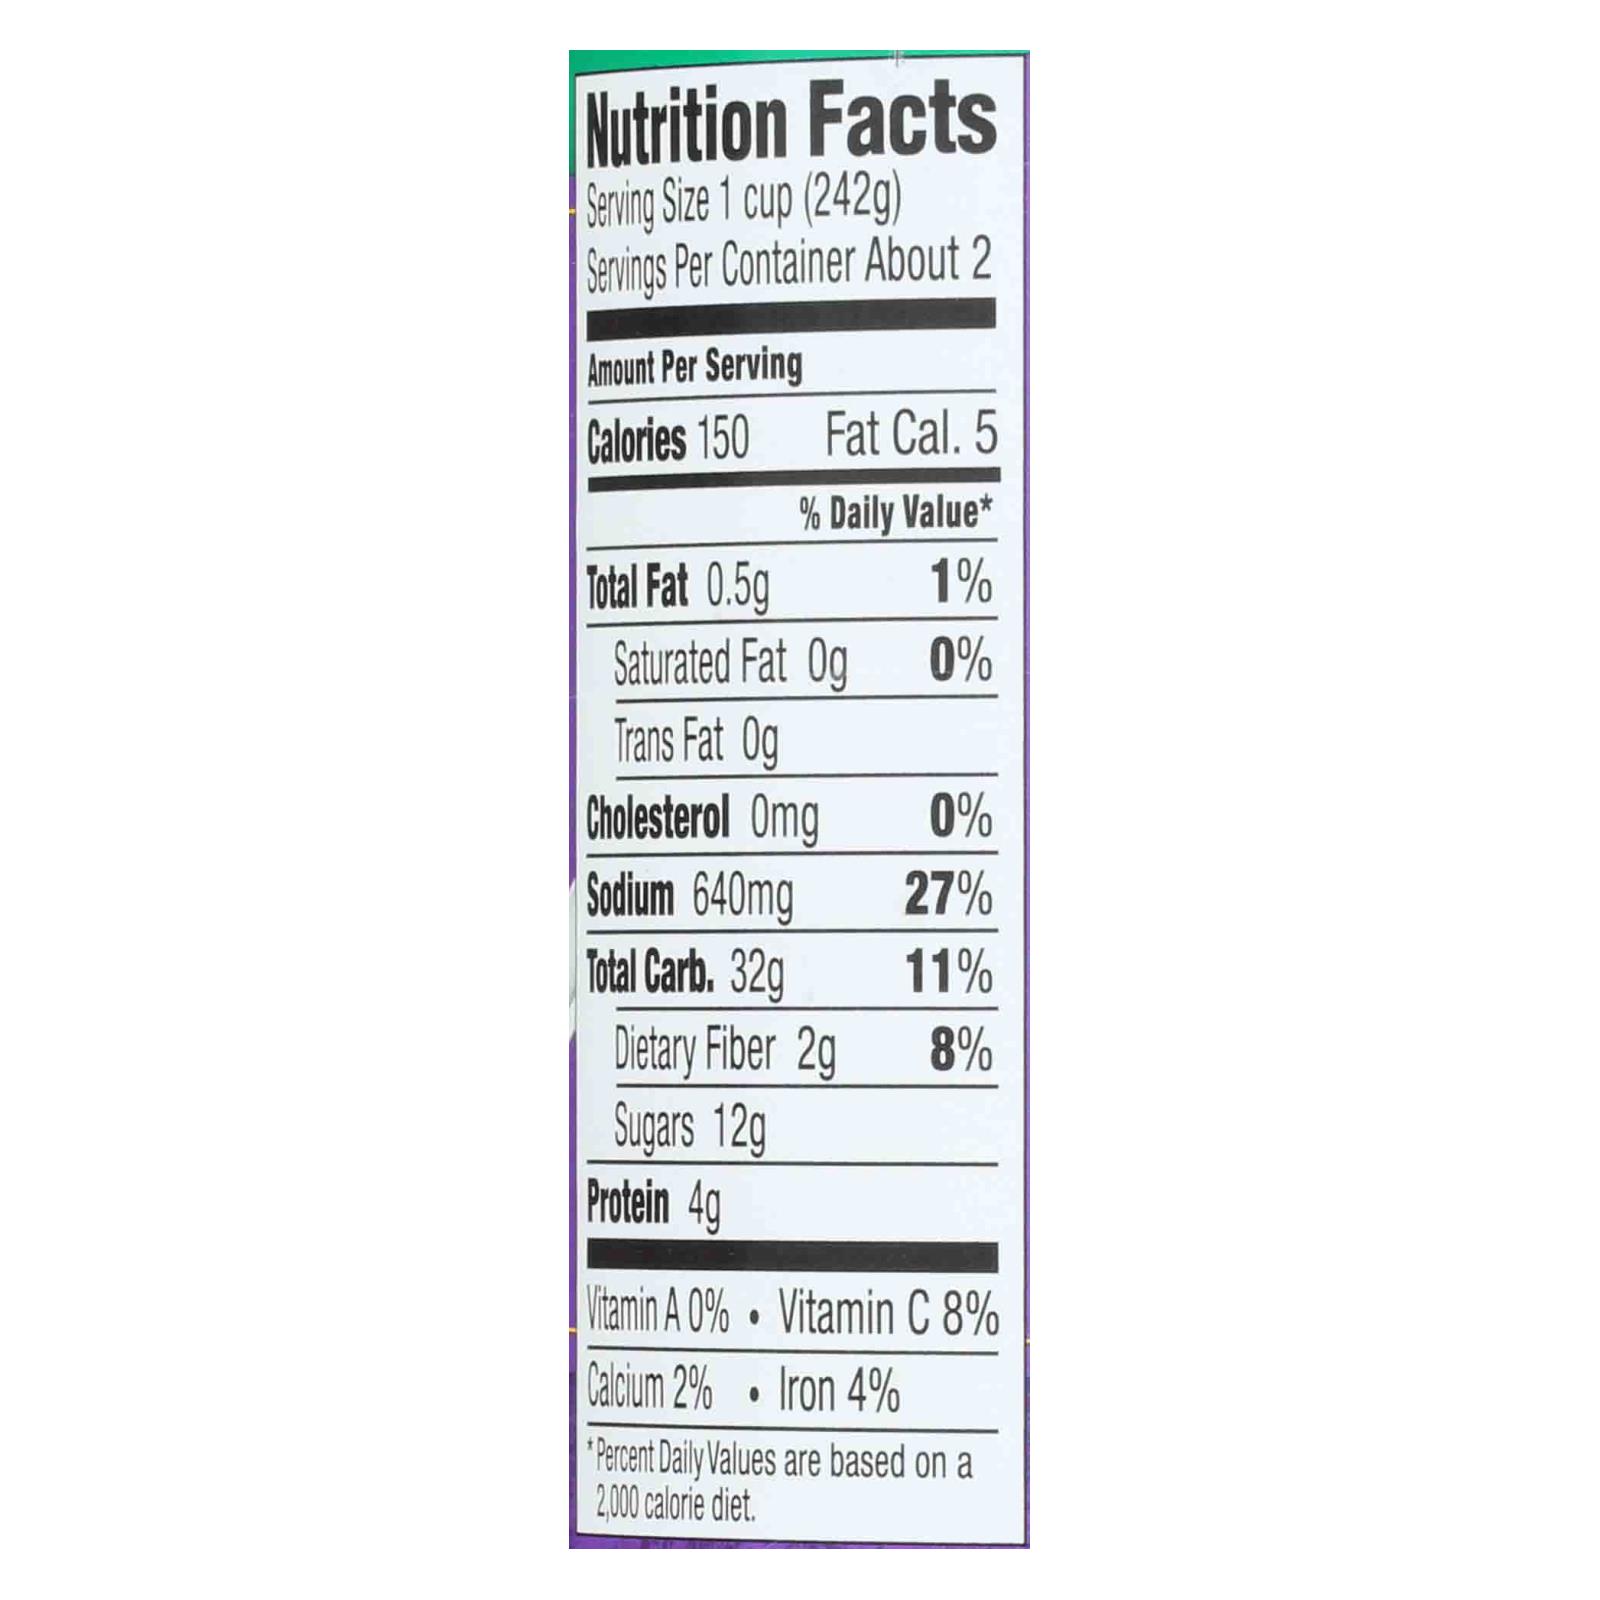 Nutrition Facts
Serving Size 1 cup (242g)
Servings Per Container About 2
Amount Per Serving
Calories 150 Fat Cal. 5
% Daily Value*
Total Fat 0.5g 1%
Saturated Fat 0g 0%
Trans Fat 0g
Cholesterol 0mg 0%
Sodium 640mg 27%
Total Carb. 32g 11%
Dietary Fiber 2g 8%
Sugars 12g
Protein 4g
Vitamin A 0% • Vitamin C 8%
Calcium 2% • Iron 4%
*Percent Daily Values are based on a
2,000 calorie diet.